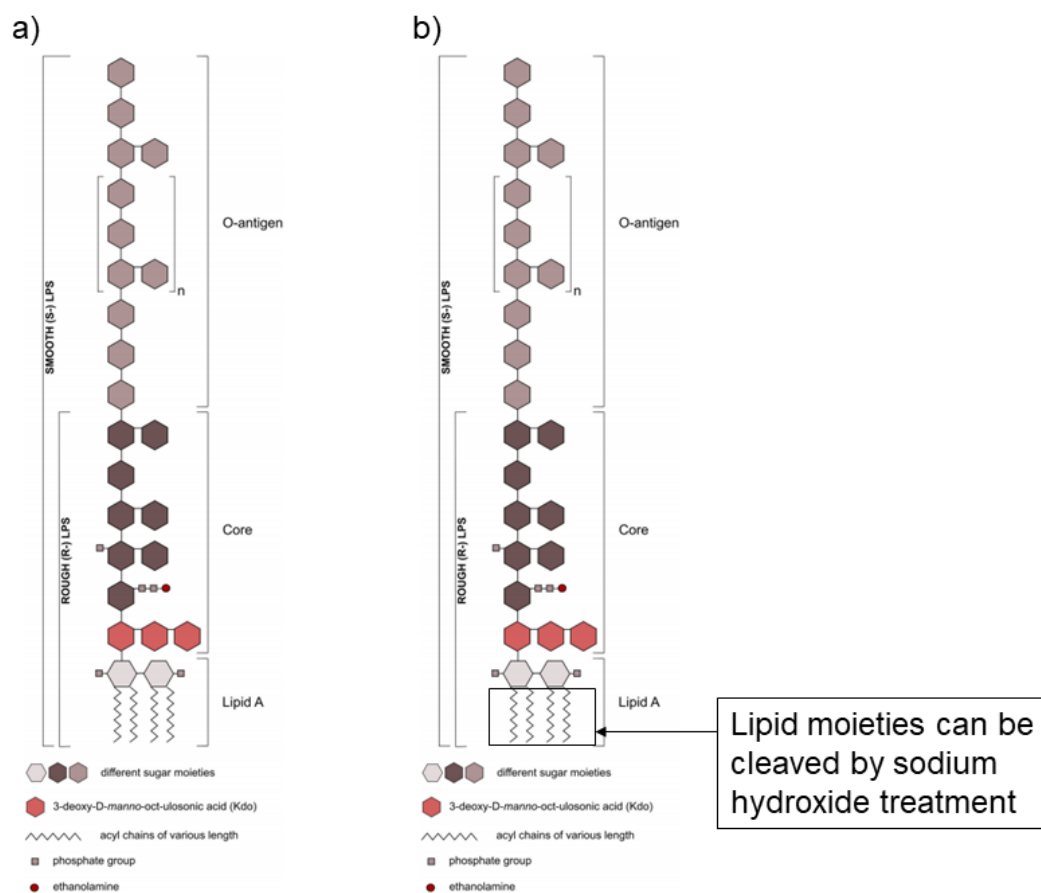 a)
O-antigen
n
SMOOTH (S-) LPS
ROUGH (R-) LPS
Core
Lipid A
different sugar moieties
3-deoxy-D-manno-oct-ulosonic acid (Kdo)
acyl chains of various length
phosphate group
ethanolamine
b)
O-antigen
n
SMOOTH (S-) LPS
ROUGH (R-) LPS
Core
Lipid A
different sugar moieties
3-deoxy-D-manno-oct-ulosonic acid (Kdo)
acyl chains of various length
phosphate group
ethanolamine
Lipid moieties can be
cleaved by sodium
hydroxide treatment